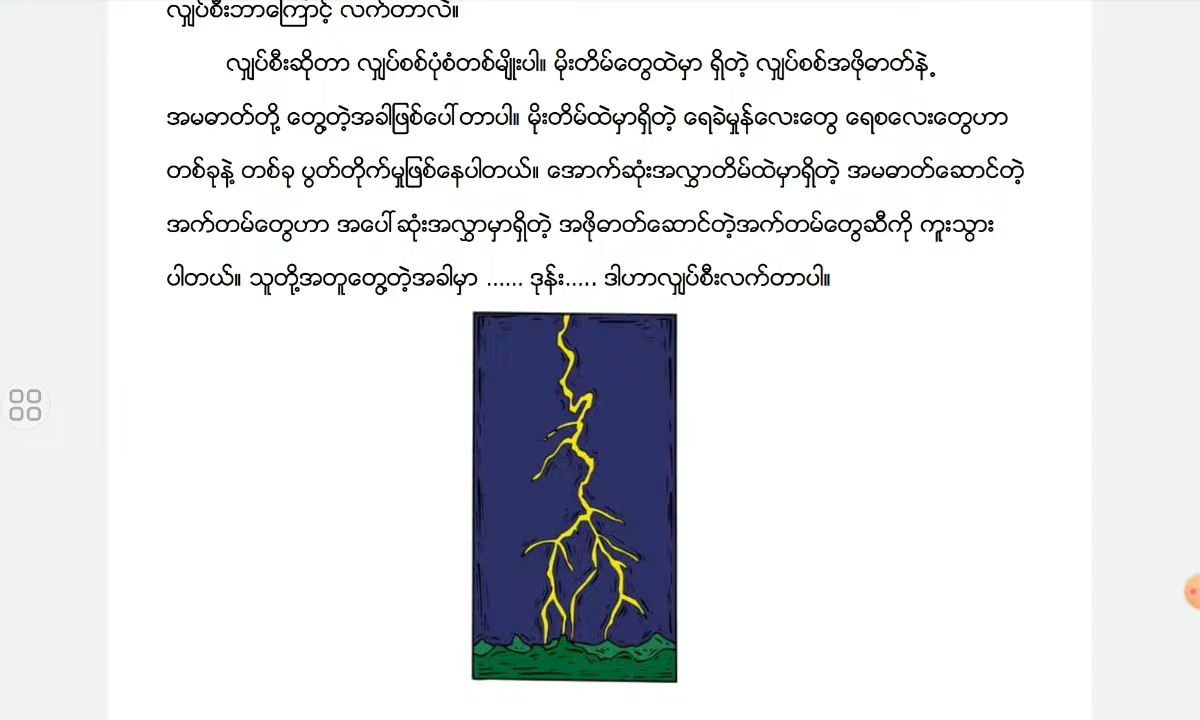 လျှပ်စီးဘာကြောင့် လက်တာလဲ။
လျှပ်စီးဆိုတာ လျှပ်စစ်ပုံစံတစ်မျိုးပါ။ မိုးတိမ်တွေထဲမှာ ရှိတဲ့ လျှပ်စစ်အဖိုဓာတ်နဲ့
အမဓာတ်တို့ တွေ့တဲ့အခါဖြစ်ပေါ်တာပါ။ မိုးတိမ်ထဲမှာရှိတဲ့ ရေခဲမှုန်လေးတွေ ရေစလေးတွေဟာ
တစ်ခုနဲ့ တစ်ခု ပွတ်တိုက်မှုဖြစ်နေပါတယ်။ အောက်ဆုံးအလွှာတိမ်ထဲမှာရှိတဲ့ အမဓာတ်ဆောင်တဲ့
အက်တမ်တွေဟာ အပေါ်ဆုံးအလွှာမှာရှိတဲ့ အဖိုဓာတ်ဆောင်တဲ့အက်တမ်တွေဆီကို ကူးသွား
ပါတယ်။ သူတို့အတူတွေ့တဲ့အခါမှာ ...... ဒုန်း..... ဒါဟာလျှပ်စီးလက်တာပါ။